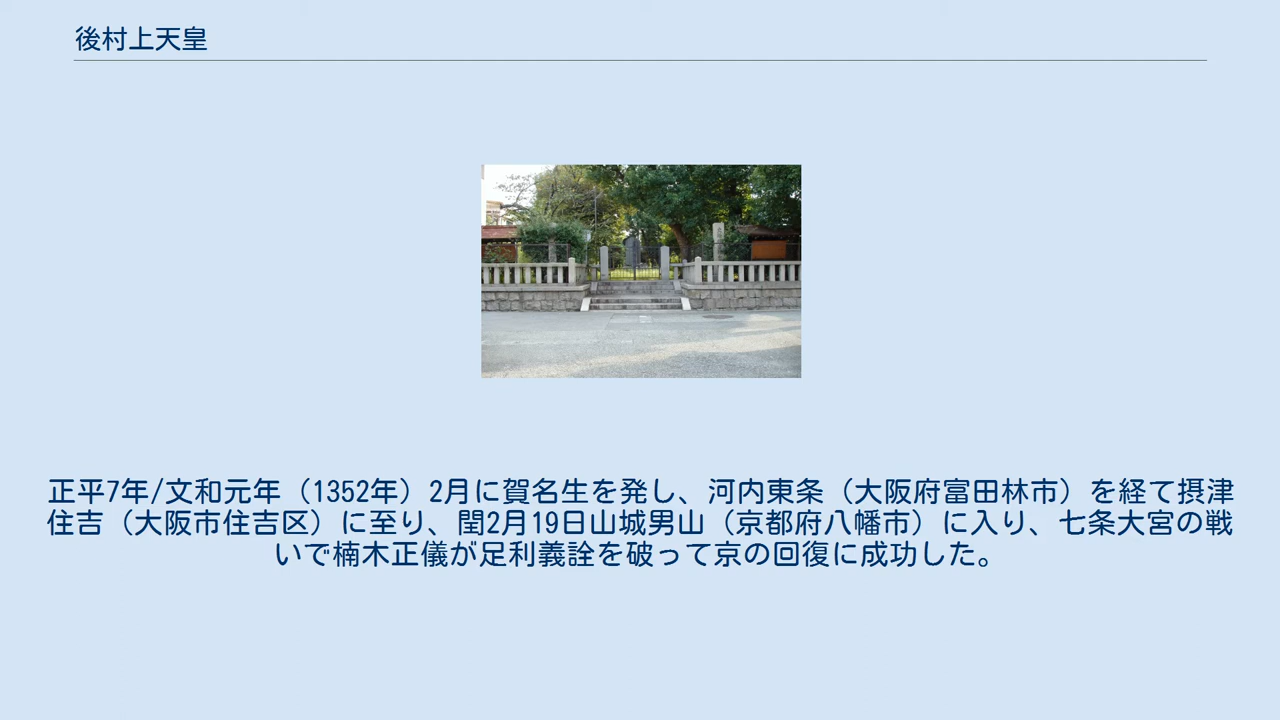 後村上天皇
正平7年/文和元年（1352年）2月に賀名生を発し、河内東条（大阪府富田林市）を経て摂津
住吉（大阪市住吉区）に至り、閏2月19日山城男山（京都府八幡市）に入り、七条大宮の戦
いで楠木正儀が足利義詮を破って京の回復に成功した。